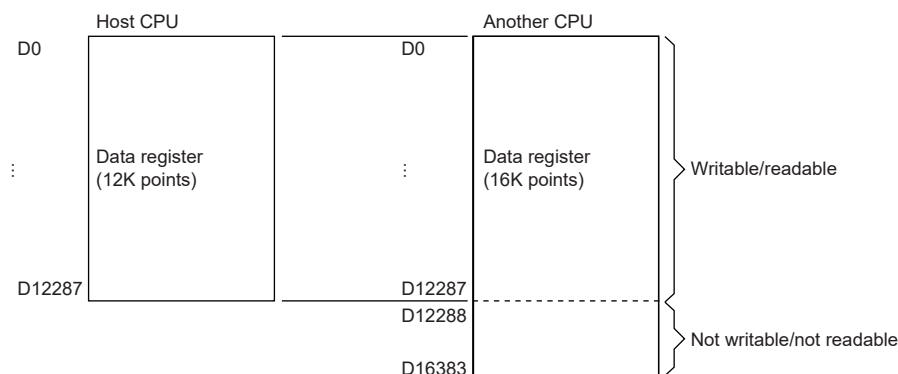 Host CPU
Another CPU
D0
D0
Data register
(12K points)
Data register
(16K points)
⋮
⋮
Writable/readable
D12287
D12287
D12288
Not writable/not readable
D16383